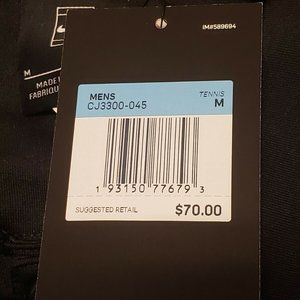 IM#589694
M
MADE
FABRIQU
MENS
TENNIS
CJ3300-045
M
1 93150 77679 3
SUGGESTED RETAIL
$70.00